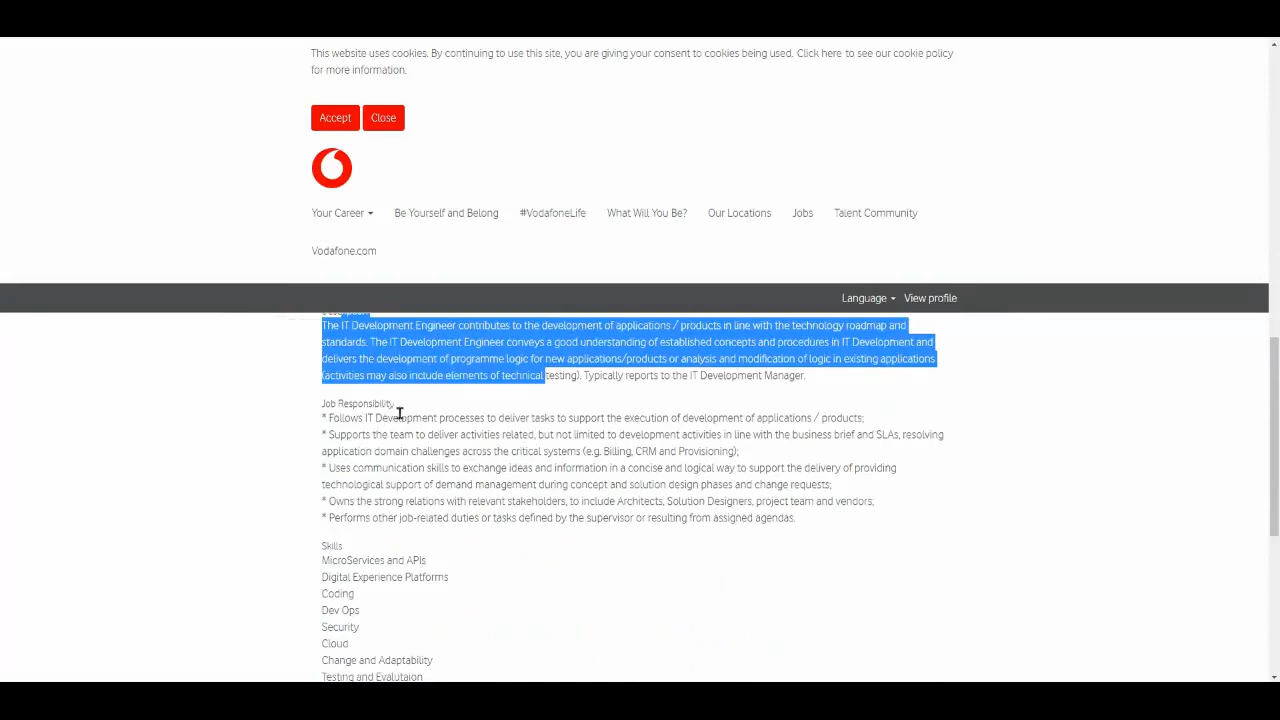 This website uses cookies. By continuing to use this site, you are giving your consent to cookies being used. Click here to see our cookie policy
for more information.
Accept Close
Your Career Be Yourself and Belong #VodafoneLife What Will You Be? Our Locations Jobs Talent Community
Vodafone.com
Language View profile
The IT Development Engineer contributes to the development of applications / products in line with the technology roadmap and
standards. The IT Development Engineer conveys a good understanding of established concepts and procedures in IT Development and
delivers the development of programme logic for new applications/products or analysis and modification of logic in existing applications
(activities may also include elements of technical testing). Typically reports to the IT Development Manager.
Job Responsibility
* Follows IT Development processes to deliver tasks to support the execution of development of applications / products;
* Supports the team to deliver activities related, but not limited to development activities in line with the business brief and SLAs, resolving
application domain challenges across the critical systems (e.g. Billing, CRM and Provisioning);
* Uses communication skills to exchange ideas and information in a concise and logical way to support the delivery of providing
technological support of demand management during concept and solution design phases and change requests;
* Owns the strong relations with relevant stakeholders, to include Architects, Solution Designers, project team and vendors;
* Performs other job-related duties or tasks defined by the supervisor or resulting from assigned agendas.
Skills
MicroServices and APIs
Digital Experience Platforms
Coding
Dev Ops
Security
Cloud
Change and Adaptability
Testing and Evalutaion